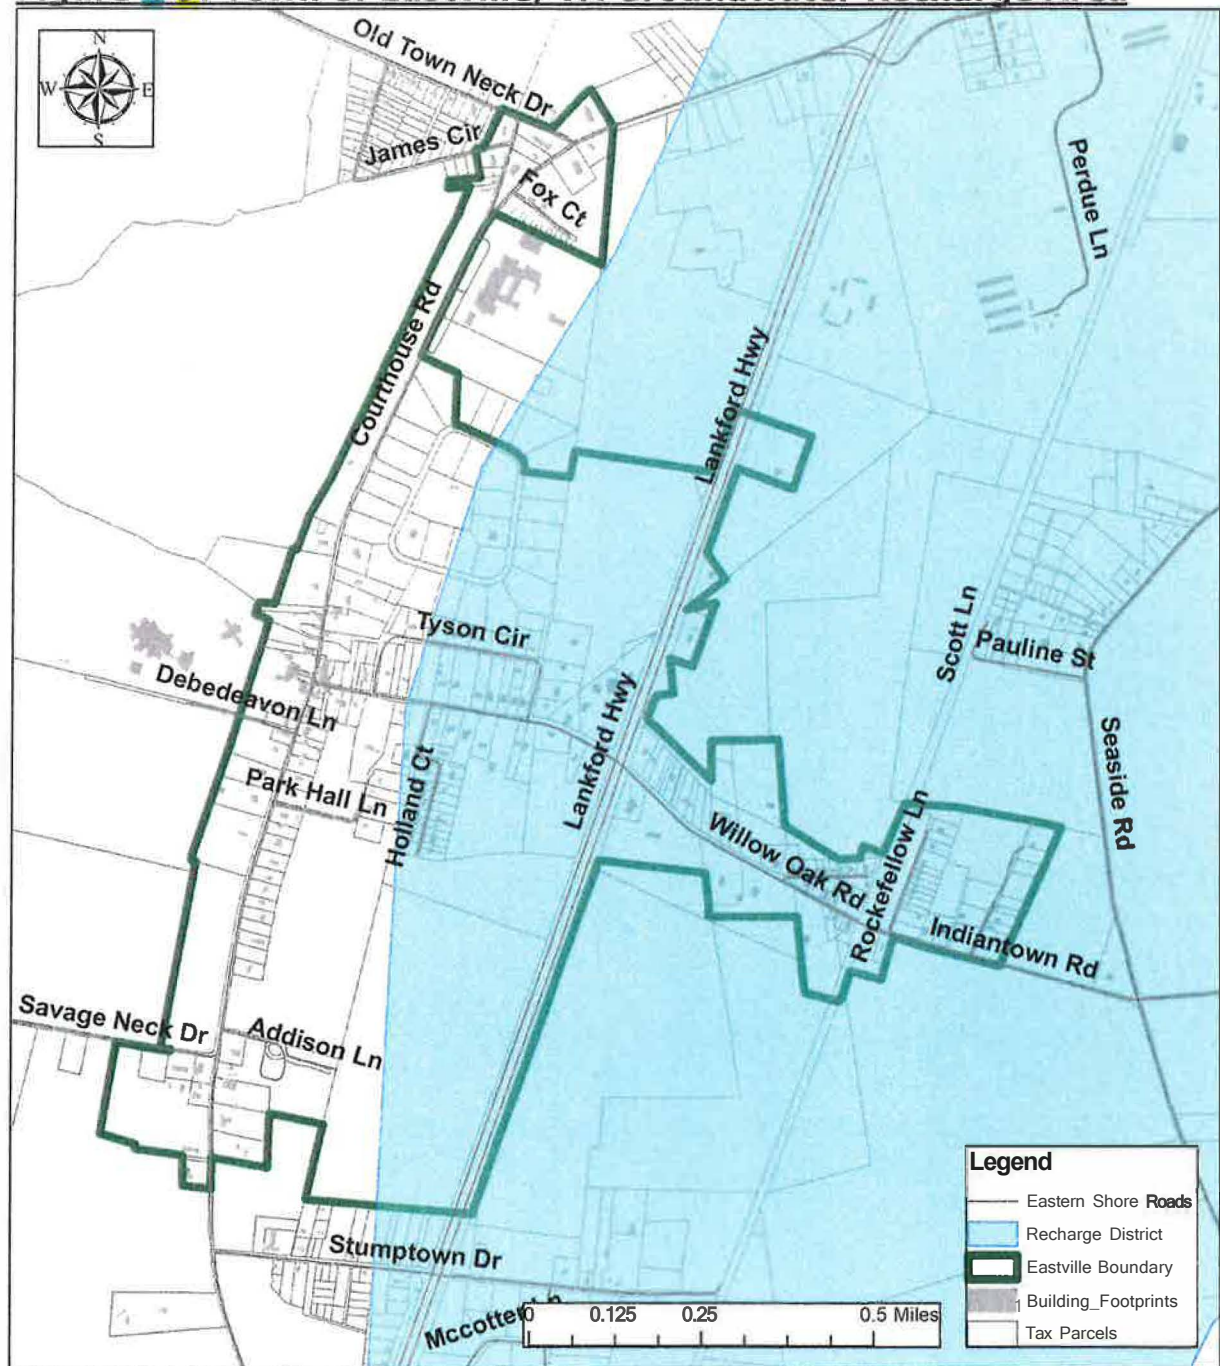 N
W E
S
Old Town Neck Dr
James Cir
Fox Ct
Perdue Ln
Courthouse Rd
Lankford Hwy
Tyson Cir
Scott Ln
Pauline St
Debedeavon Ln
Lankford Hwy
Seaside Rd
Park Hall Ln
Holland Ct
Willow Oak Rd
Rockefellow Ln
Indiantown Rd
Savage Neck Dr
Addison Ln
Stumptown Dr
Mccotter Ln
0 0.125 0.25 0.5 Miles
Legend
Eastern Shore Roads
Recharge District
Eastville Boundary
Building_Footprints
Tax Parcels